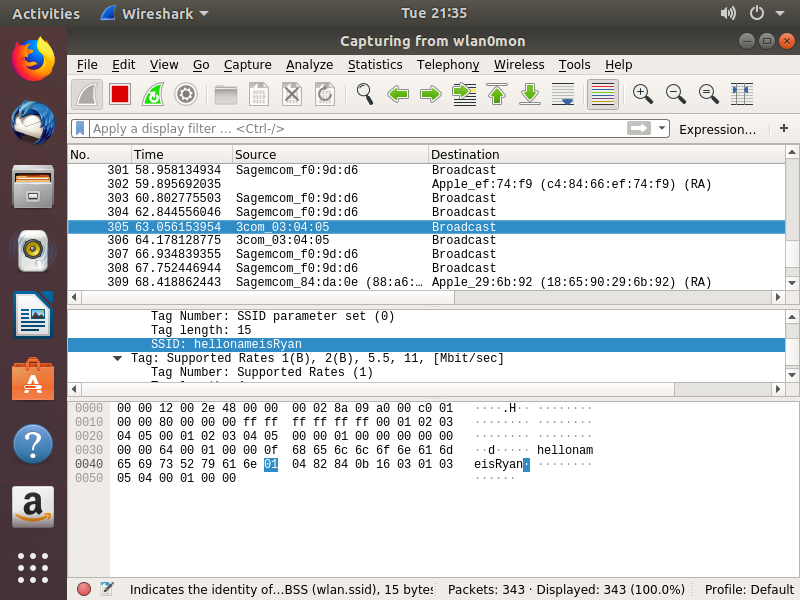 Activities Wireshark Tue 21:35
Capturing from wlan0mon
File Edit View Go Capture Analyze Statistics Telephony Wireless Tools Help
Apply a display filter ... <Ctrl-/> Expression... +
No. Time Source Destination
301 58.958134934 Sagemcom_f0:9d:d6 Broadcast
302 59.895692035 Apple_ef:74:f9 (c4:84:66:ef:74:f9) (RA)
303 60.802775503 Sagemcom_f0:9d:d6 Broadcast
304 62.844556046 Sagemcom_f0:9d:d6 Broadcast
305 63.056153954 3com_03:04:05 Broadcast
306 64.178128775 3com_03:04:05 Broadcast
307 66.934839355 Sagemcom_f0:9d:d6 Broadcast
308 67.752446944 Sagemcom_f0:9d:d6 Broadcast
309 68.418862443 Sagemcom_84:da:0e (88:a6:... Apple_29:6b:92 (18:65:90:29:6b:92) (RA)
Tag Number: SSID parameter set (0)
Tag length: 15
SSID: hellonameisRyan
Tag: Supported Rates 1(B), 2(B), 5.5, 11, [Mbit/sec]
Tag Number: Supported Rates (1)
0000 00 00 12 00 2e 48 00 00 00 02 8a 09 a0 00 c0 01 ·····H·· ········
0010 00 00 80 00 00 00 ff ff ff ff ff ff 00 01 02 03 ········ ········
0020 04 05 00 01 02 03 04 05 00 00 01 00 00 00 00 00 ········ ········
0030 00 00 64 00 01 00 00 0f 68 65 6c 6c 6f 6e 61 6d ··d····· hellonam
0040 65 69 73 52 79 61 6e 01 04 82 84 0b 16 03 01 03 eisRyan· ········
0050 05 04 00 01 00 00 ······
Indicates the identity of...BSS (wlan.ssid), 15 bytes Packets: 343 · Displayed: 343 (100.0%) Profile: Default